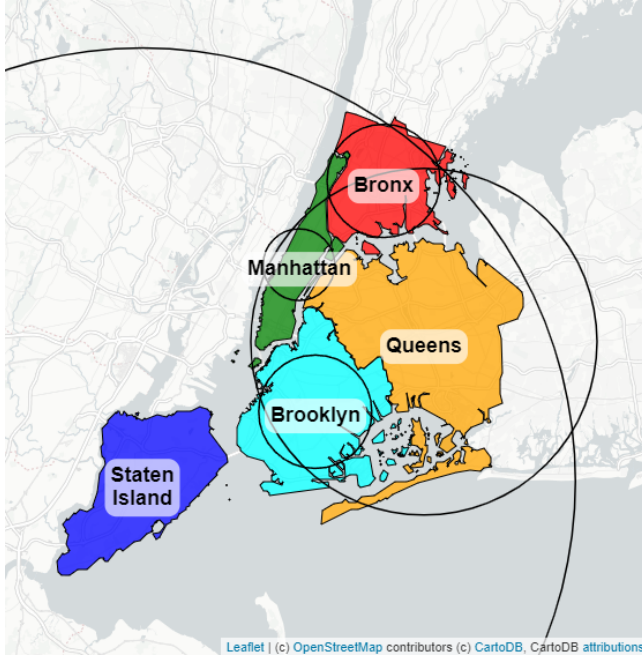 Bronx
Manhattan
Queens
Brooklyn
Staten
Island
Leaflet | (c) OpenStreetMap contributors (c) CartoDB, CartoDB attributions